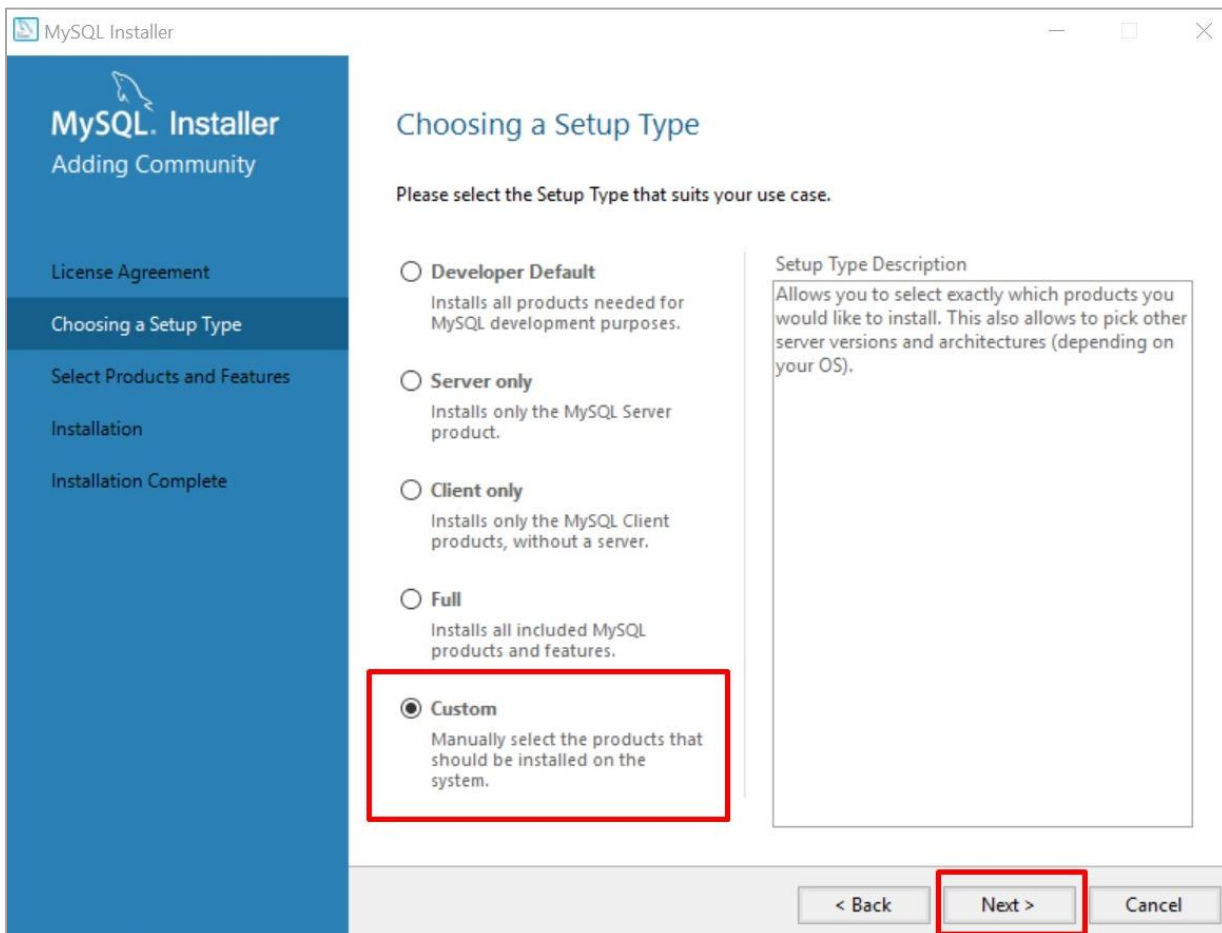 MySQL Installer
MySQL. Installer
Adding Community
License Agreement
Choosing a Setup Type
Select Products and Features
Installation
Installation Complete
Choosing a Setup Type
Please select the Setup Type that suits your use case.
Developer Default
Installs all products needed for
MySQL development purposes.
Server only
Installs only the MySQL Server
product.
Client only
Installs only the MySQL Client
products, without a server.
Full
Installs all included MySQL
products and features.
Custom
Manually select the products that
should be installed on the
system.
Setup Type Description
Allows you to select exactly which products you
would like to install. This also allows to pick other
server versions and architectures (depending on
your OS).
< Back
Next >
Cancel